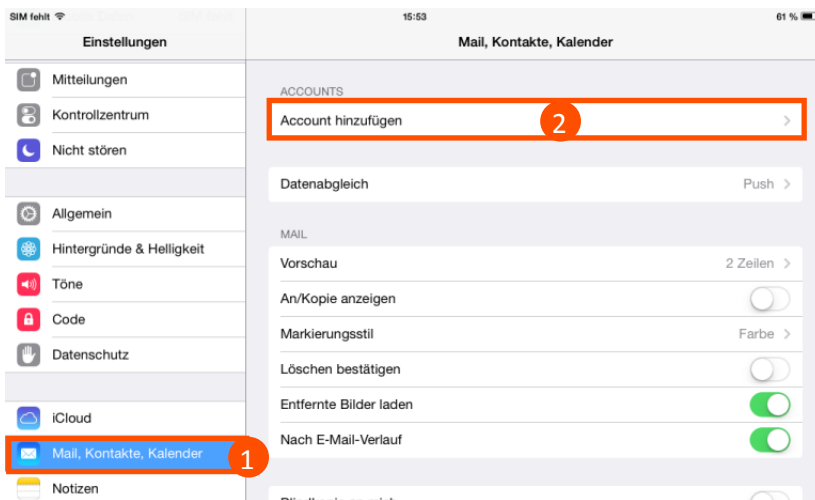 SIM fehlt 15:53 61 %
Einstellungen
Mail, Kontakte, Kalender
Mitteilungen
Kontrollzentrum
Nicht stören
Allgemein
Hintergründe & Helligkeit
Töne
Code
Datenschutz
iCloud
Mail, Kontakte, Kalender 1
Notizen
ACCOUNTS
Account hinzufügen 2
Datenabgleich Push
MAIL
Vorschau 2 Zeilen
An/Kopie anzeigen
Markierungsstil Farbe
Löschen bestätigen
Entfernte Bilder laden
Nach E-Mail-Verlauf